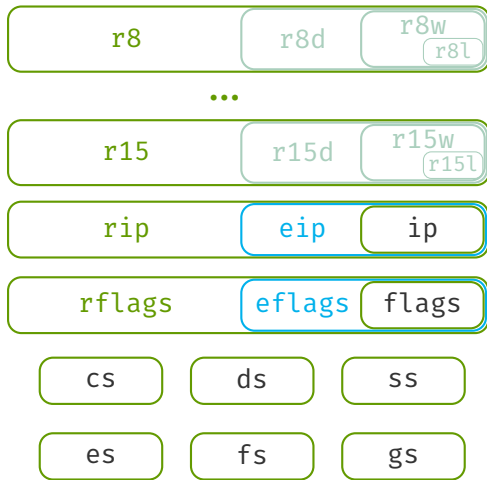 r8 r8d r8w
r8l
...
r15 r15d r15w
r15l
rip eip ip
rflags eflags flags
cs ds ss
es fs gs